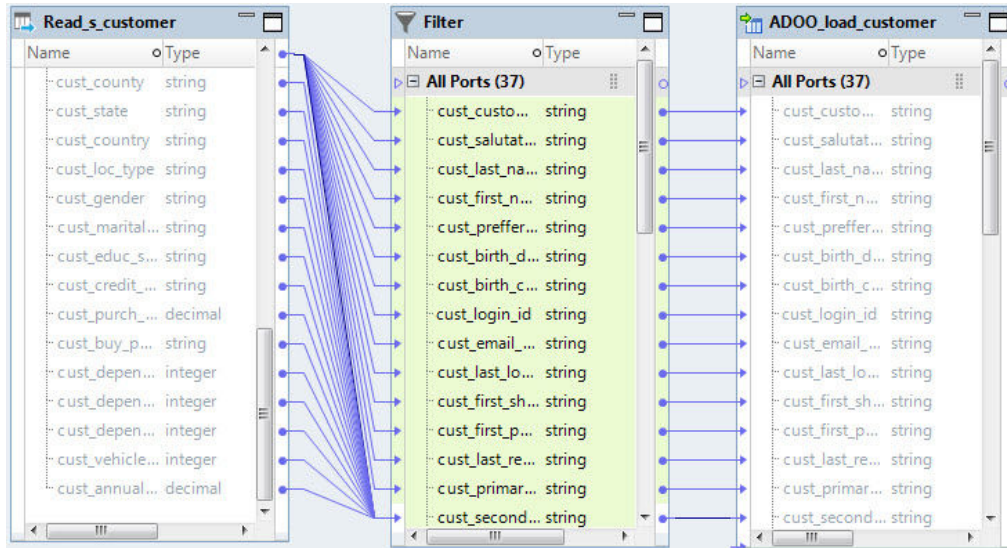 Read_s_customer
Name Type
cust_county string
cust_state string
cust_country string
cust_loc_type string
cust_gender string
cust_marital... string
cust_educ_s... string
cust_credit_... string
cust_purch_... decimal
cust_buy_p... string
cust_depen... integer
cust_depen... integer
cust_depen... integer
cust_vehicle... integer
cust_annual... decimal
Filter
Name Type
All Ports (37)
cust_custo... string
cust_salutat... string
cust_last_na... string
cust_first_n... string
cust_preffer... string
cust_birth_d... string
cust_birth_c... string
cust_login_id string
cust_email_... string
cust_last_lo... string
cust_first_sh... string
cust_first_p... string
cust_last_re... string
cust_primar... string
cust_second... string
ADOO_load_customer
Name Type
All Ports (37)
cust_custo... string
cust_salutat... string
cust_last_na... string
cust_first_n... string
cust_preffer... string
cust_birth_d... string
cust_birth_c... string
cust_login_id string
cust_email_... string
cust_last_lo... string
cust_first_sh... string
cust_first_p... string
cust_last_re... string
cust_primar... string
cust_second... string